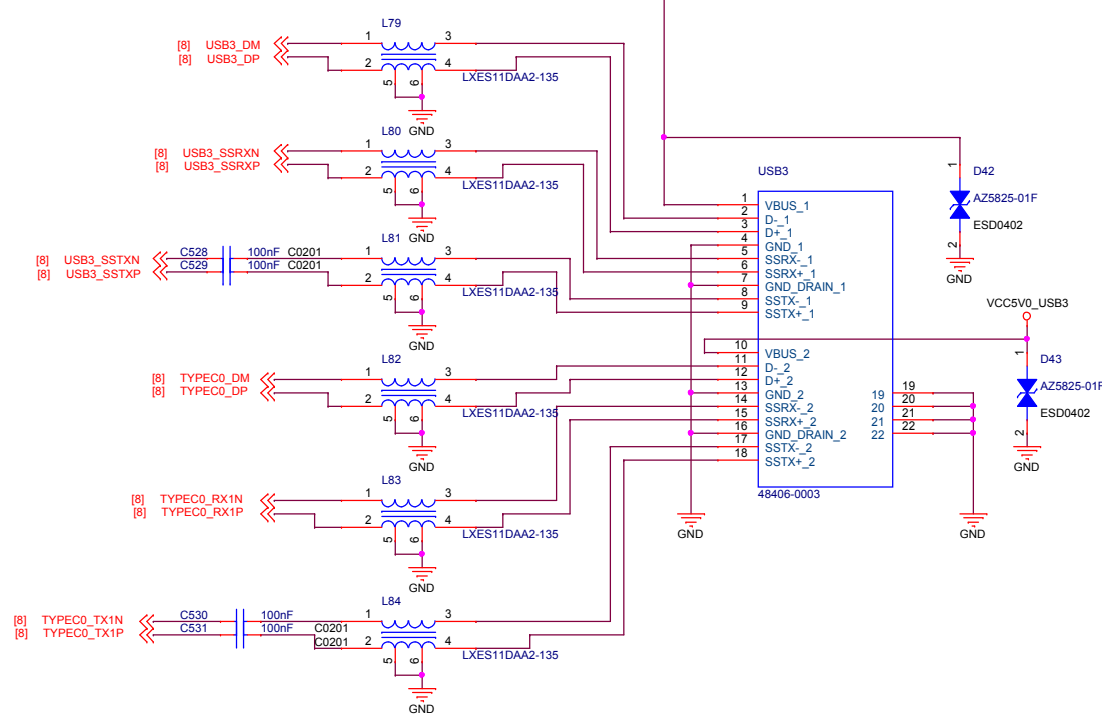 L79
1 3
[8] USB3_DM
[8] USB3_DP
2 4
LXES11DAA2-135
5 6
GND
L80
1 3
[8] USB3_SSRXN
[8] USB3_SSRXP
2 4
LXES11DAA2-135
5 6
GND
L81
[8] USB3_SSTXN C528 100nF C0201 1 3
[8] USB3_SSTXP C529 100nF C0201
2 4
LXES11DAA2-135
5 6
GND
L82
1 3
[8] TYPEC0_DM
[8] TYPEC0_DP
2 4
LXES11DAA2-135
5 6
GND
L83
1 3
[8] TYPEC0_RX1N
[8] TYPEC0_RX1P
2 4
LXES11DAA2-135
5 6
GND
L84
[8] TYPEC0_TX1N C530 100nF 1 3
[8] TYPEC0_TX1P C531 100nF C0201
C0201 2 4
LXES11DAA2-135
5 6
GND
USB3
1 VBUS_1
2 D-_1
3 D+_1
4 GND_1
5 SSRX-_1
6 SSRX+_1
7 GND_DRAIN_1
8 SSTX-_1
9 SSTX+_1
10 VBUS_2
11 D-_2
12 D+_2
13 GND_2
14 SSRX-_2
15 SSRX+_2
16 GND_DRAIN_2
17 SSTX-_2
18 SSTX+_2
19 19
20 20
21 21
22 22
48406-0003
GND
GND
1 D42
AZ5825-01F
ESD0402
2
GND
VCC5V0_USB3
1 D43
AZ5825-01F
ESD0402
2
GND